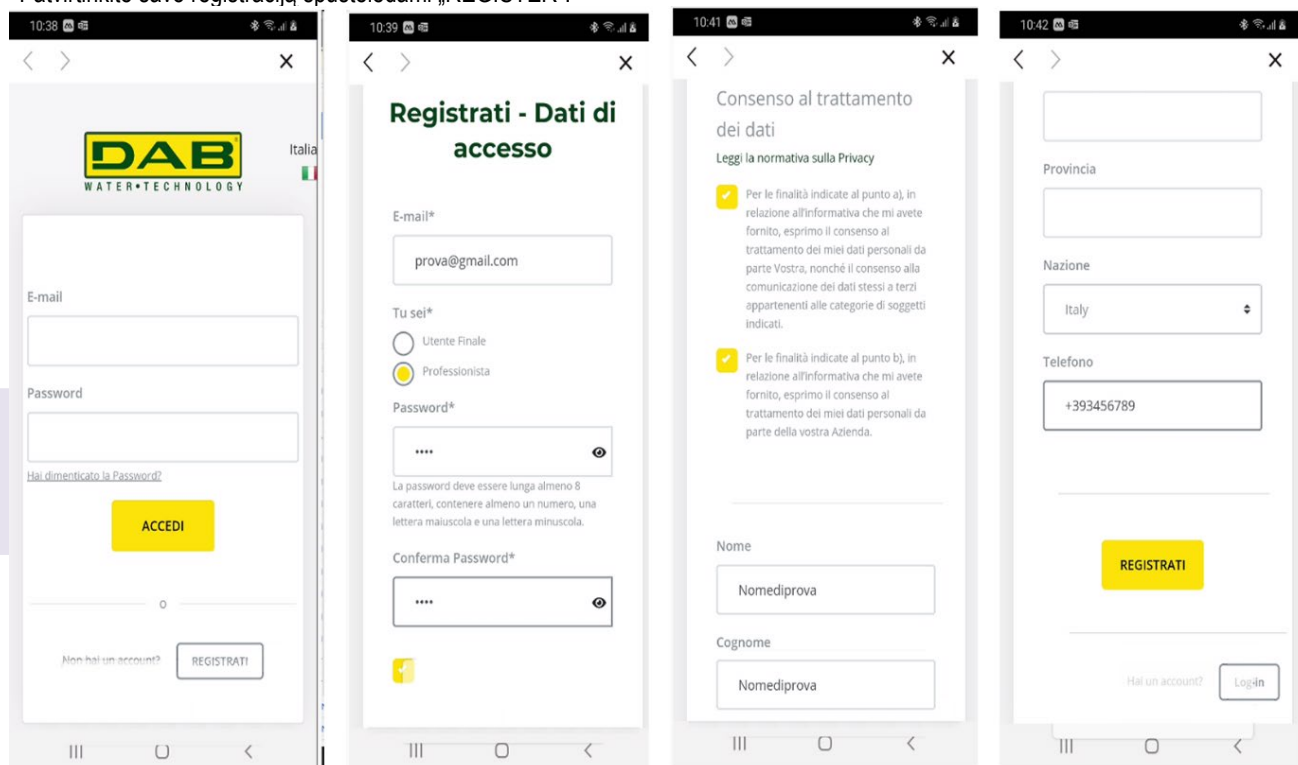 Patvirtinkite savo registraciją spustelėdami „REGISTER“.
10:38
DAB
WATER•TECHNOLOGY
Italia
E-mail
Password
Hai dimenticato la Password?
ACCEDI
o
Non hai un account?
REGISTRATI
10:39
Registrati - Dati di
accesso
E-mail*
prova@gmail.com
Tu sei*
Utente Finale
Professionista
Password*
••••
La password deve essere lunga almeno 8
caratteri, contenere almeno un numero, una
lettera maiuscola e una lettera minuscola.
Conferma Password*
••••
10:41
Consenso al trattamento
dei dati
Leggi la normativa sulla Privacy
Per le finalità indicate al punto a), in
relazione all'informativa che mi avete
fornito, esprimo il consenso al
trattamento dei miei dati personali da
parte Vostra, nonché il consenso alla
comunicazione dei dati stessi a terzi
appartenenti alle categorie di soggetti
indicati.
Per le finalità indicate al punto b), in
relazione all'informativa che mi avete
fornito, esprimo il consenso al
trattamento dei miei dati personali da
parte della vostra Azienda.
Nome
Nomediprova
Cognome
Nomediprova
10:42
Provincia
Nazione
Italy
Telefono
+393456789
REGISTRATI
Hai un account?
Log-in